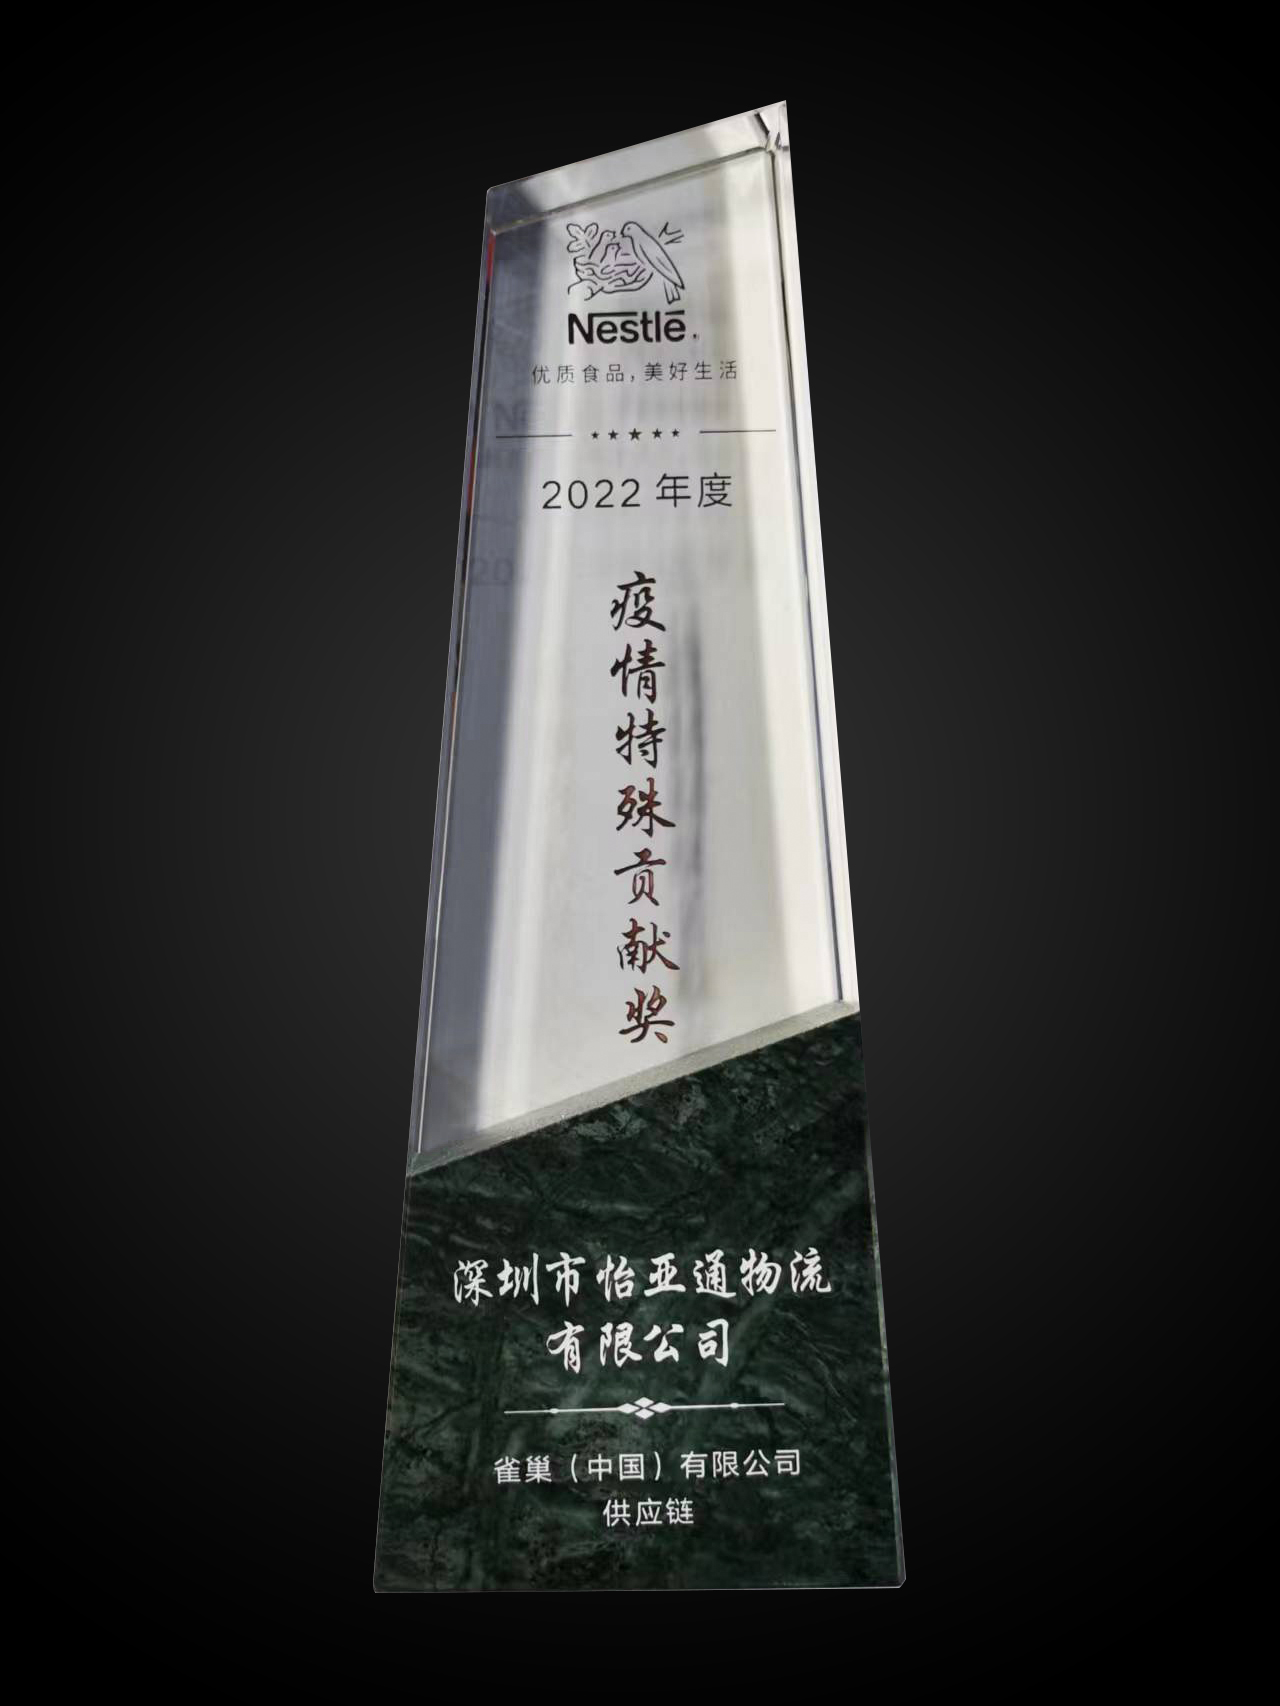 Nestlé
优质食品,美好生活
2022 年度
疫情特殊贡献奖
深圳市怡亚通物流
有限公司
雀巢（中国）有限公司
供应链